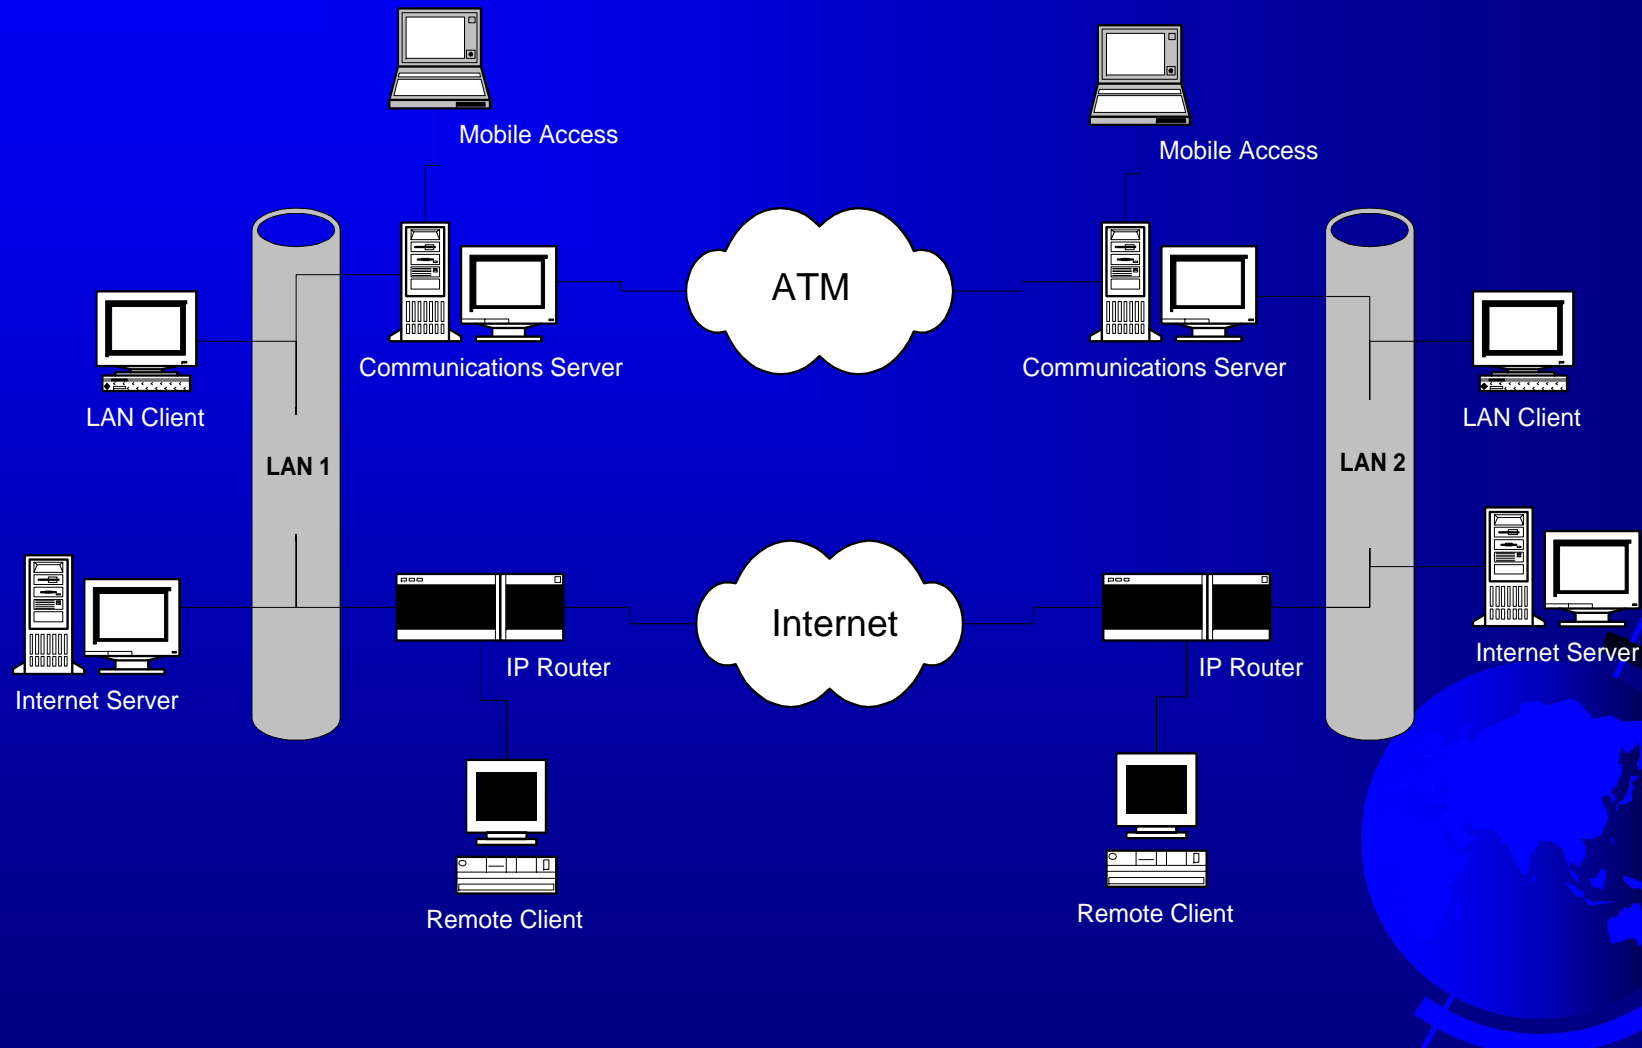 Mobile Access
Mobile Access
ATM
Communications Server
Communications Server
LAN Client
LAN Client
LAN 1
LAN 2
Internet
IP Router
IP Router
Internet Server
Internet Server
Remote Client
Remote Client